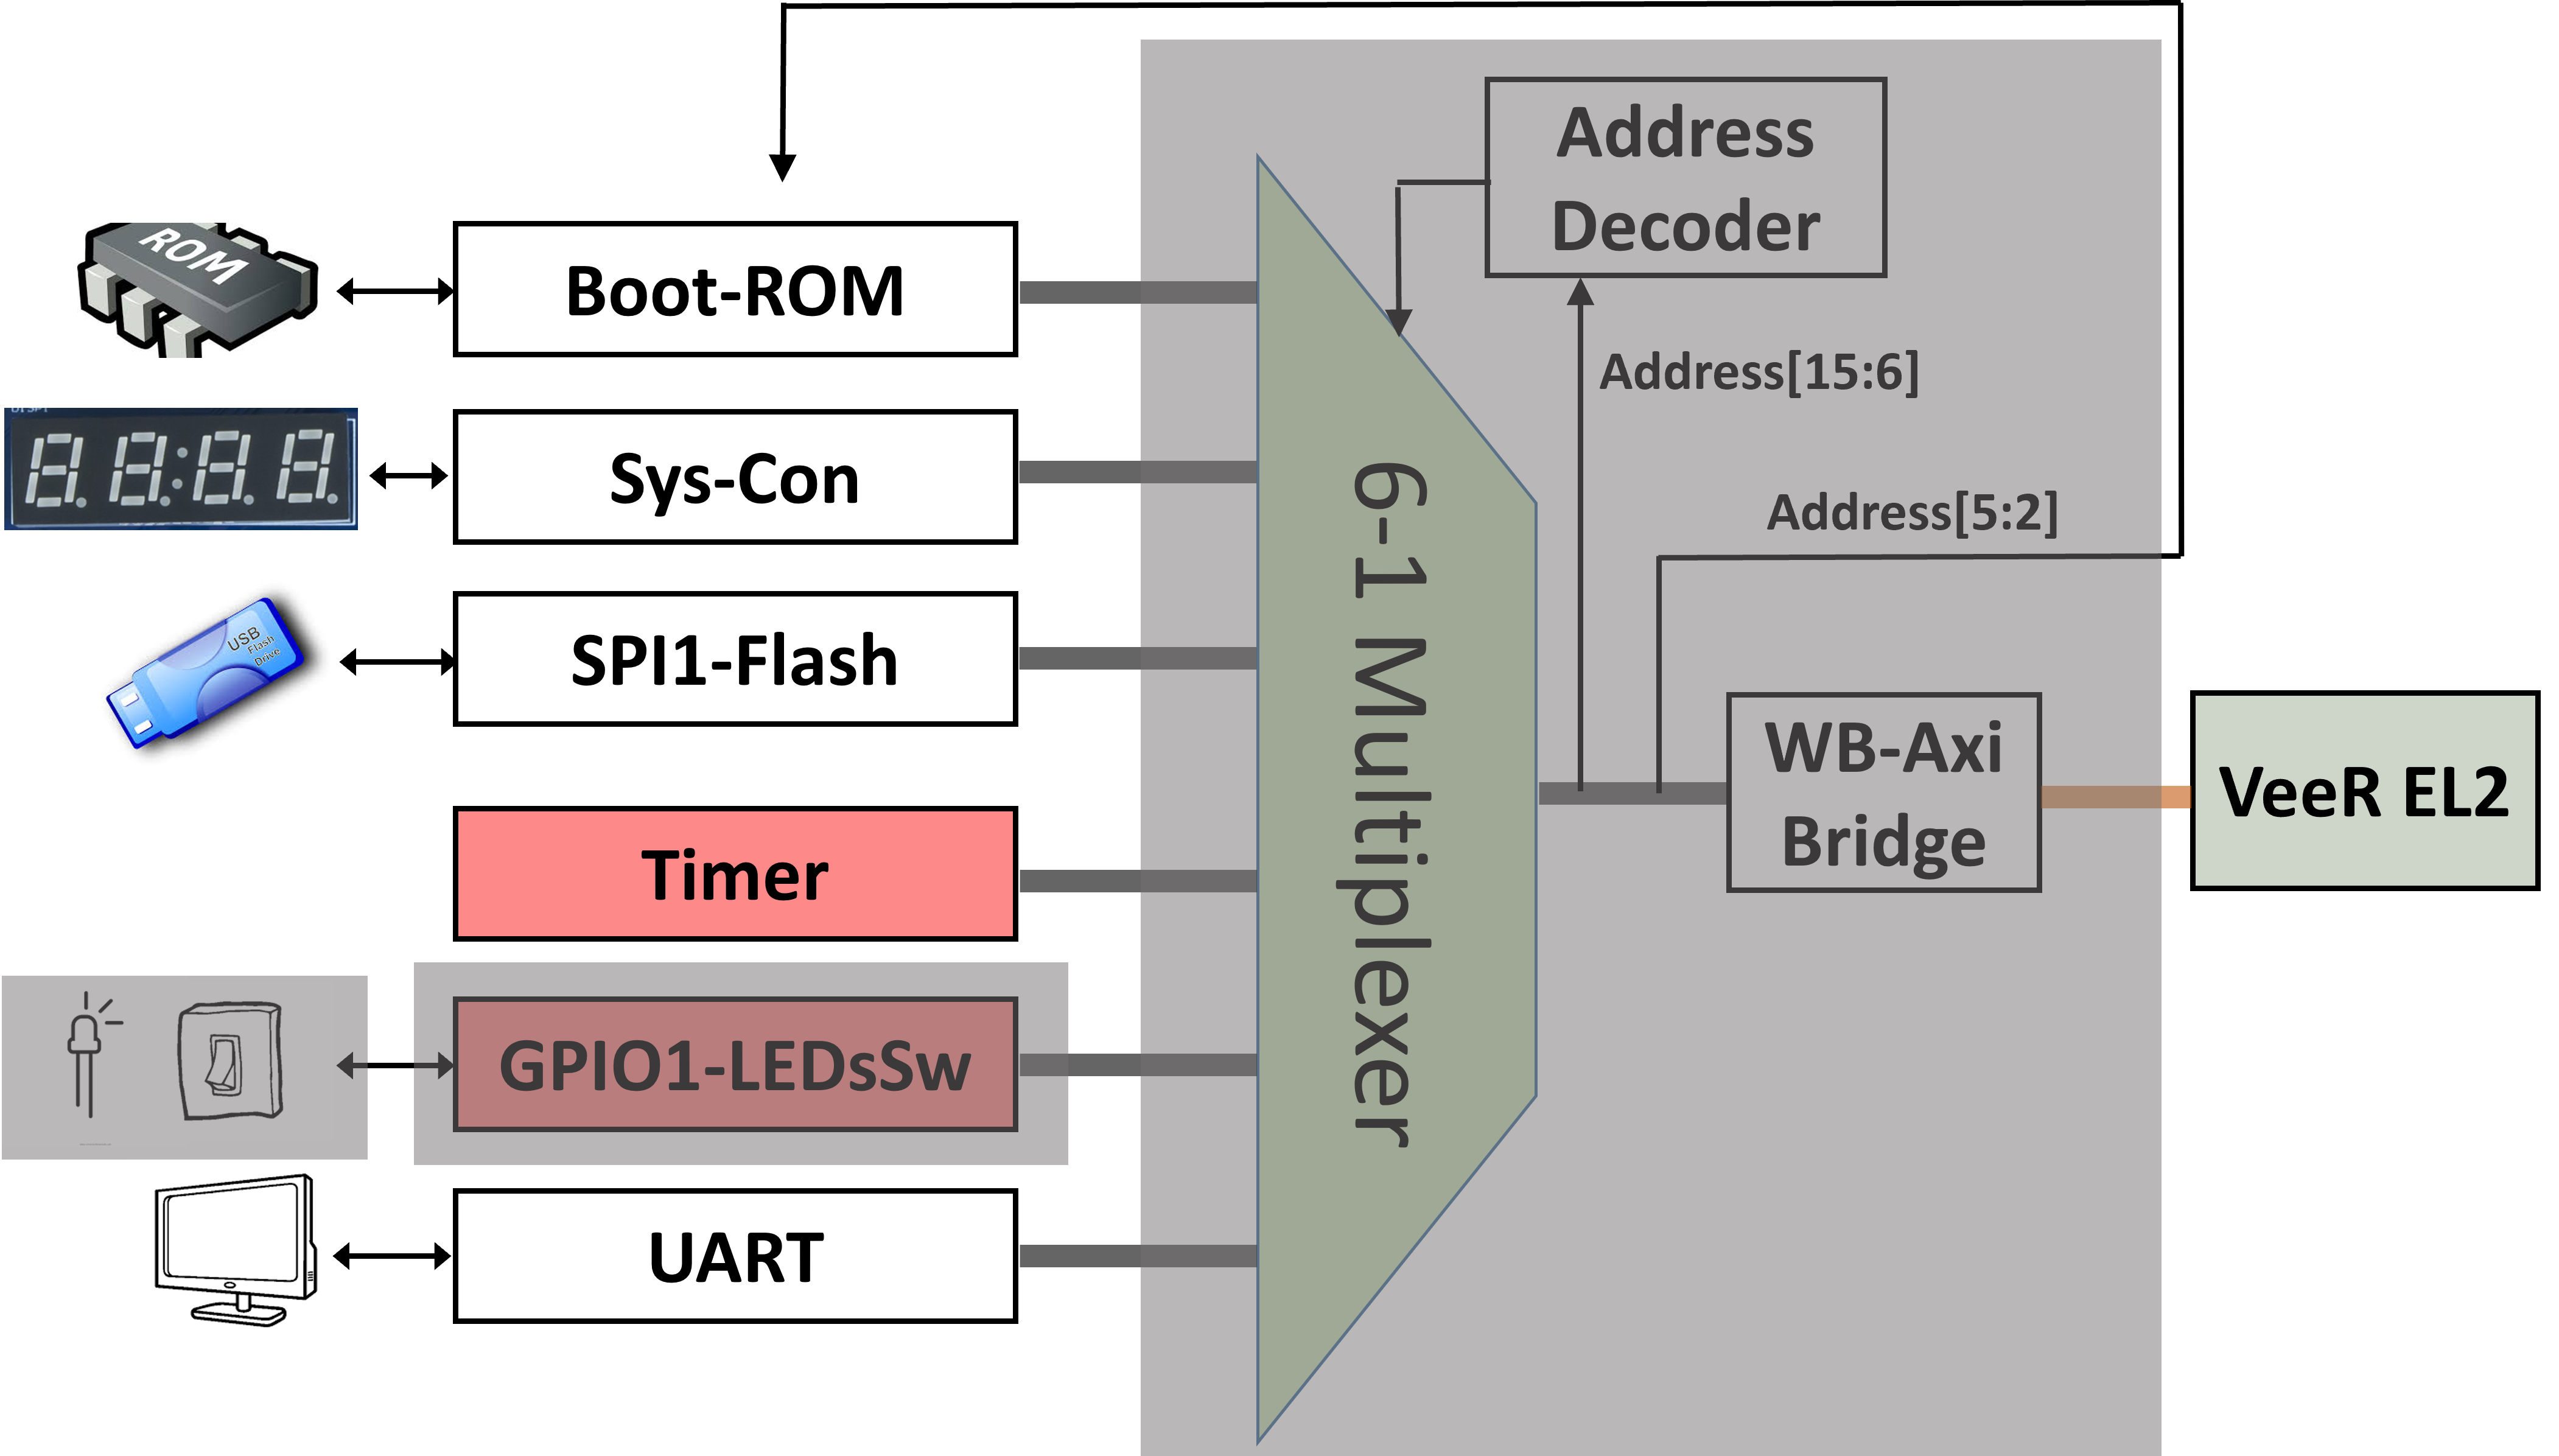 Address
Decoder
ROM
Boot-ROM
Address[15:6]
Sys-Con
Address[5:2]
6-1 Multiplexer
USB
Flash
Drive
SPI1-Flash
WB-Axi
Bridge
VeeR EL2
Timer
GPIO1-LEDsSw
UART